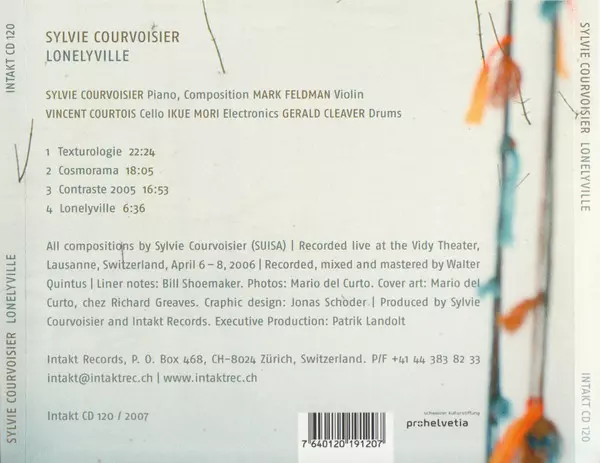 SYLVIE COURVOISIER
LONELYVILLE
SYLVIE COURVOISIER Piano, Composition MARK FELDMAN Violin
VINCENT COURTOIS Cello IKUE MORI Electronics GERALD CLEAVER Drums
1 Texturologie 22:24
2 Cosmorama 18:05
3 Contraste 2005 16:53
4 Lonelyville 6:36
All compositions by Sylvie Courvoisier (SUISA) | Recorded live at the Vidy Theater,
Lausanne, Switzerland, April 6 – 8, 2006 | Recorded, mixed and mastered by Walter
Quintus | Liner notes: Bill Shoemaker. Photos: Mario del Curto. Cover art: Mario del
Curto, chez Richard Greaves. Graphic design: Jonas Schoder | Produced by Sylvie
Courvoisier and Intakt Records. Executive Production: Patrik Landolt
Intakt Records, P. O. Box 468, CH–8024 Zürich, Switzerland. P/F +41 44 383 82 33
intakt@intaktrec.ch | www.intaktrec.ch
Intakt CD 120 / 2007
7 640120 191207
schweizer kulturstiftung
prohelvetia
INTAKT CD 120
SYLVIE COURVOISIER LONELYVILLE
SYLVIE COURVOISIER LONELYVILLE
INTAKT CD 120